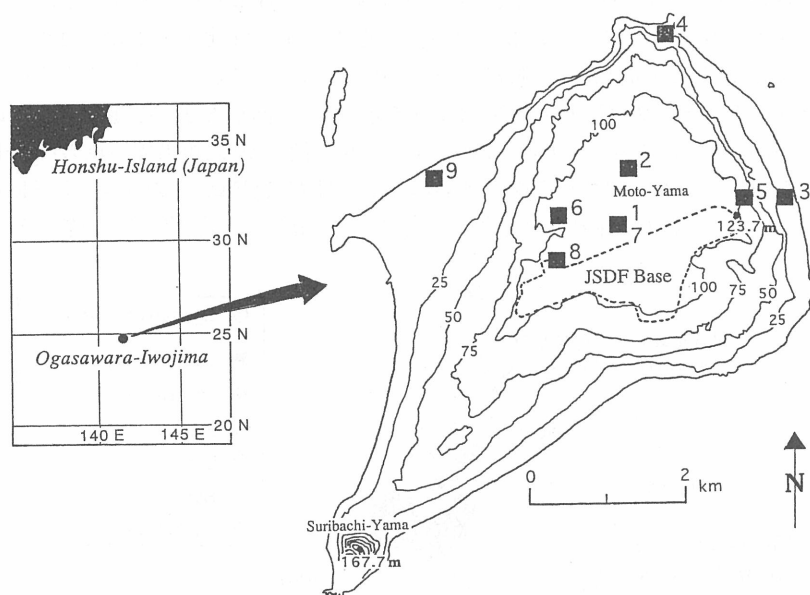 35 N
Honshu-Island (Japan)
30 N
25 N
Ogasawara-Iwojima
20 N
140 E
145 E
4
100
2
9
Moto-Yama
5
3
6
1
7
123.7m
8
JSDF Base
100
75
50
25
25
50
75
0
2
km
N
Suribachi-Yama
167.7m